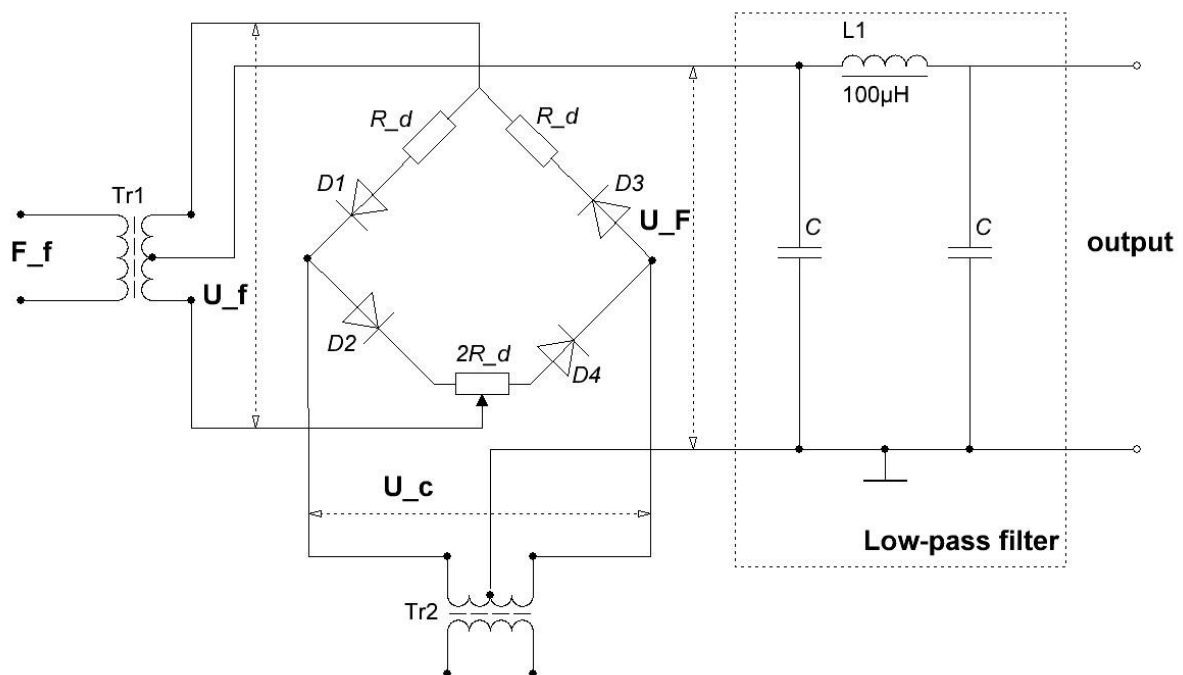 L1
100µH
R_d
R_d
D1
D3
Tr1
U_F
C
C
F_f
output
U_f
D2
2R_d
D4
U_c
Low-pass filter
Tr2